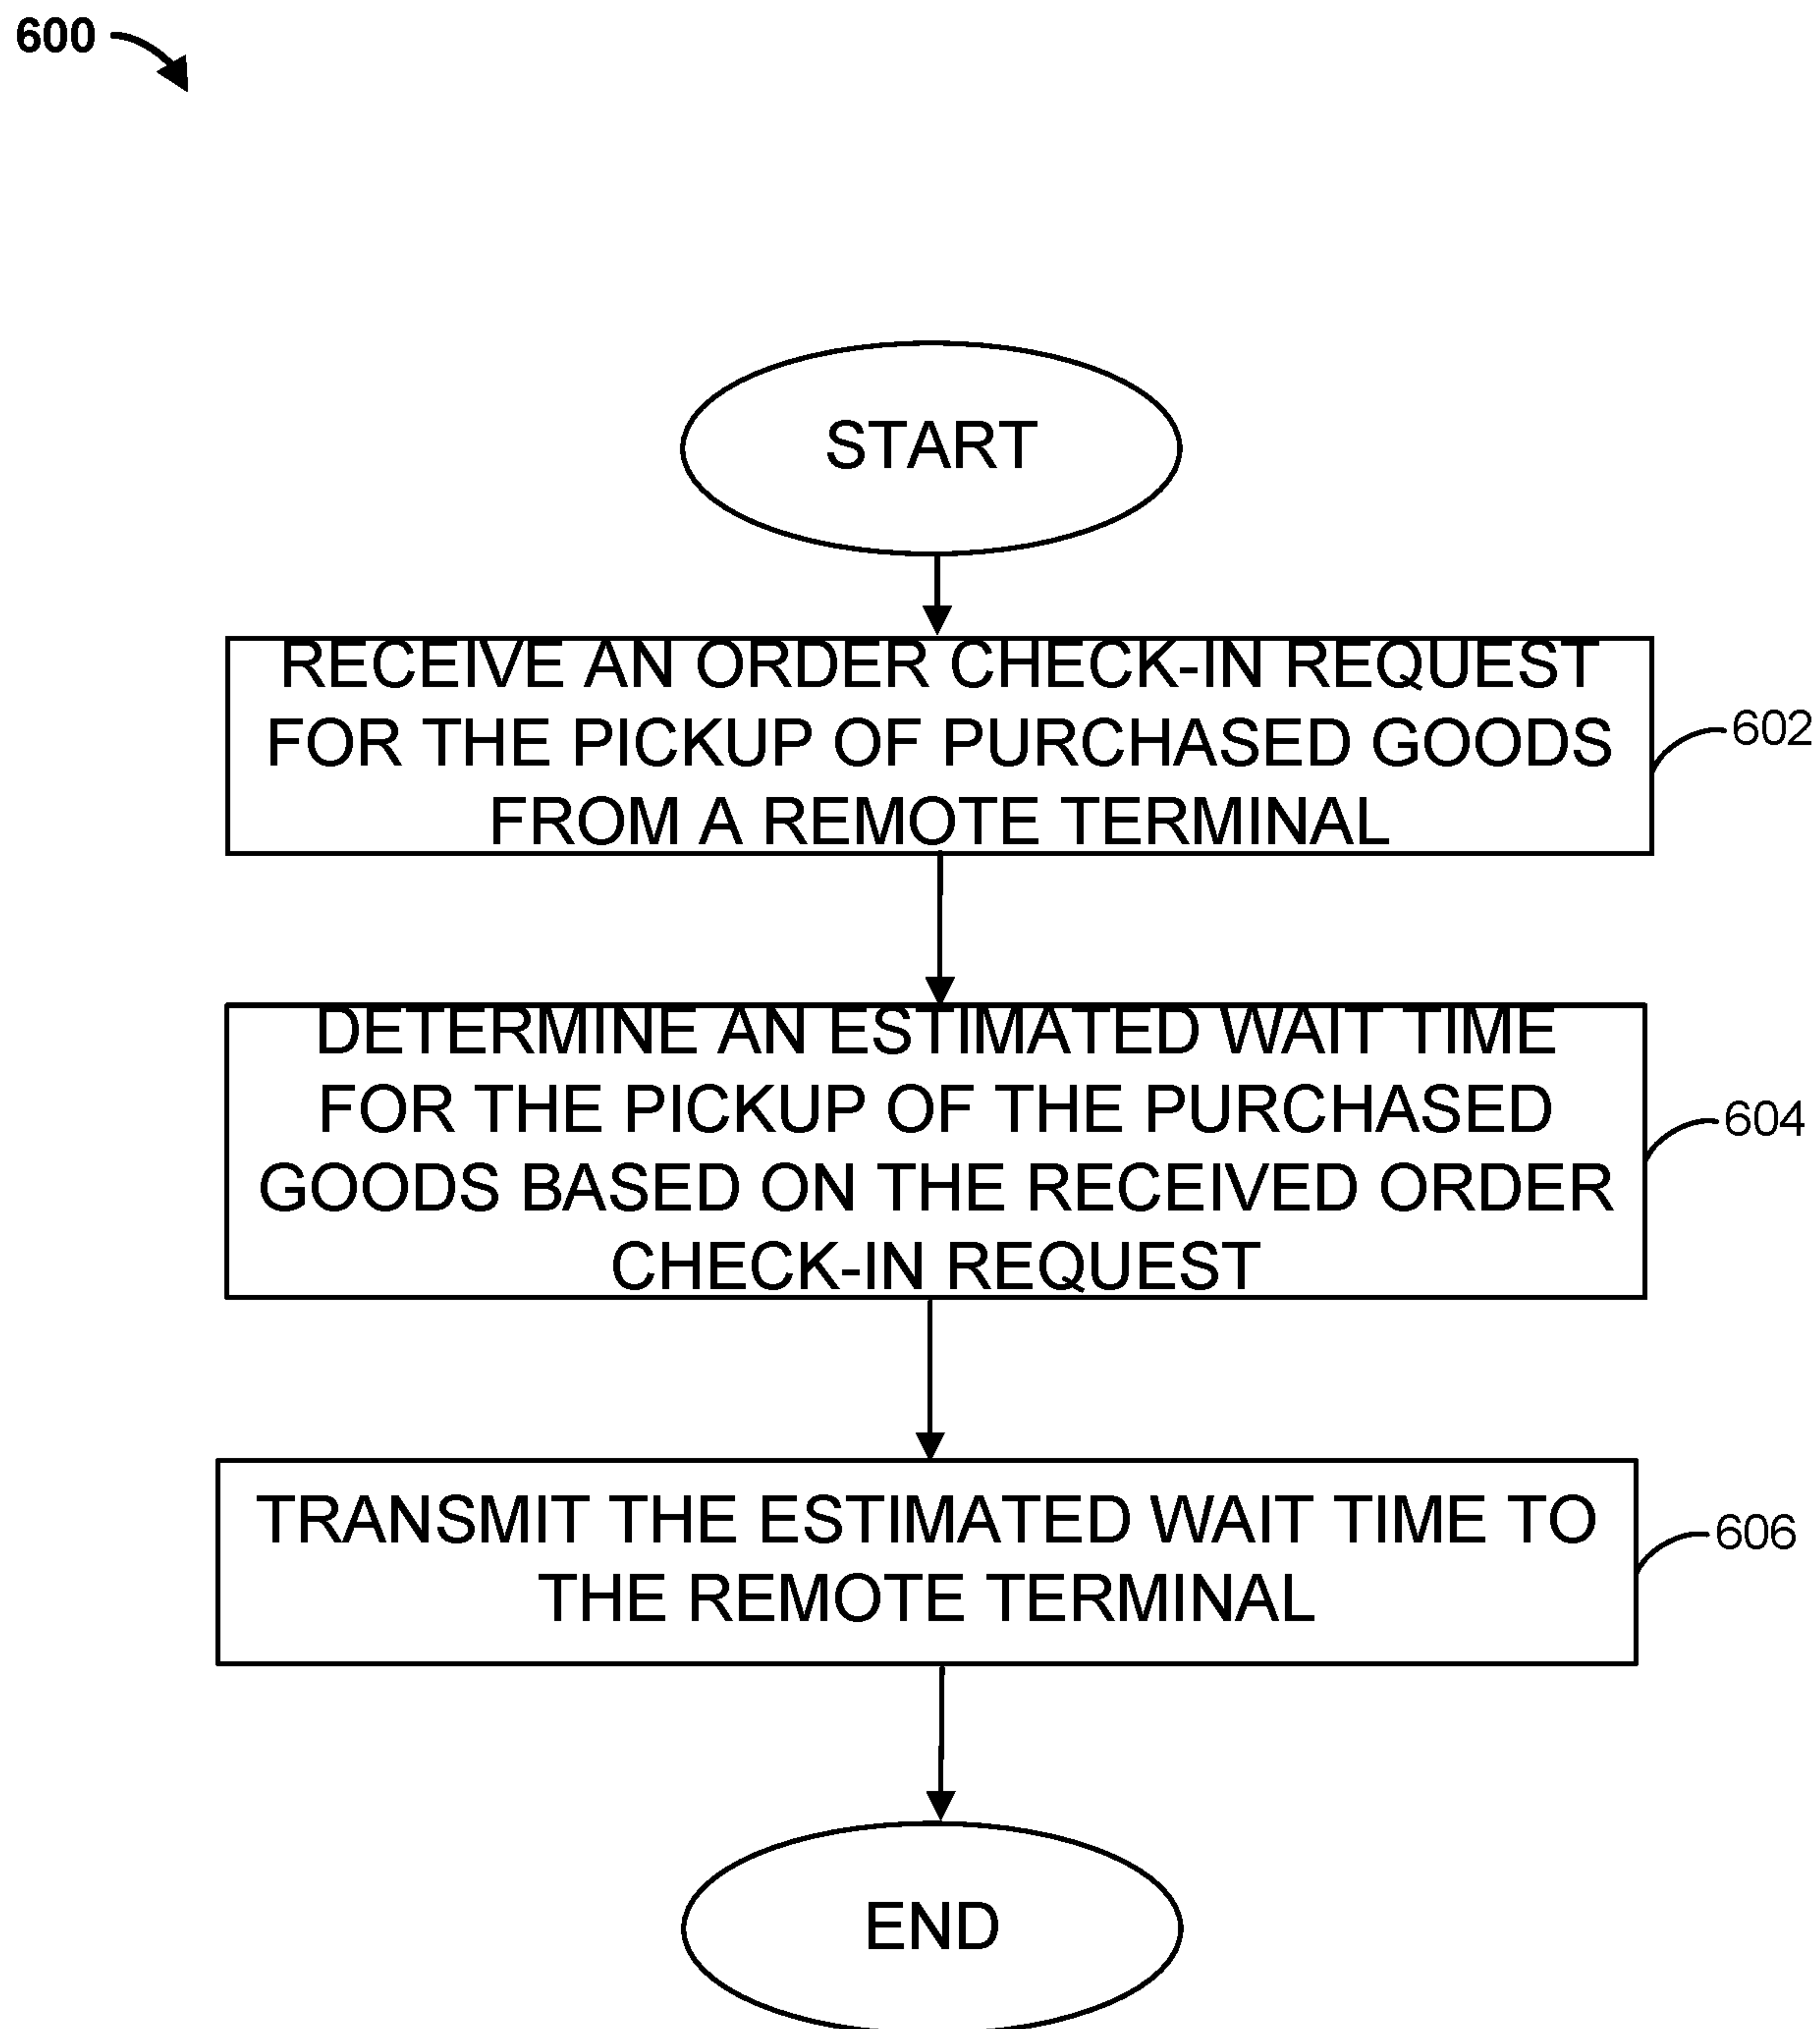 600
START
RECEIVE AN ORDER CHECK-IN REQUEST
FOR THE PICKUP OF PURCHASED GOODS
FROM A REMOTE TERMINAL
602
DETERMINE AN ESTIMATED WAIT TIME
FOR THE PICKUP OF THE PURCHASED
GOODS BASED ON THE RECEIVED ORDER
CHECK-IN REQUEST
604
TRANSMIT THE ESTIMATED WAIT TIME TO
THE REMOTE TERMINAL
606
END